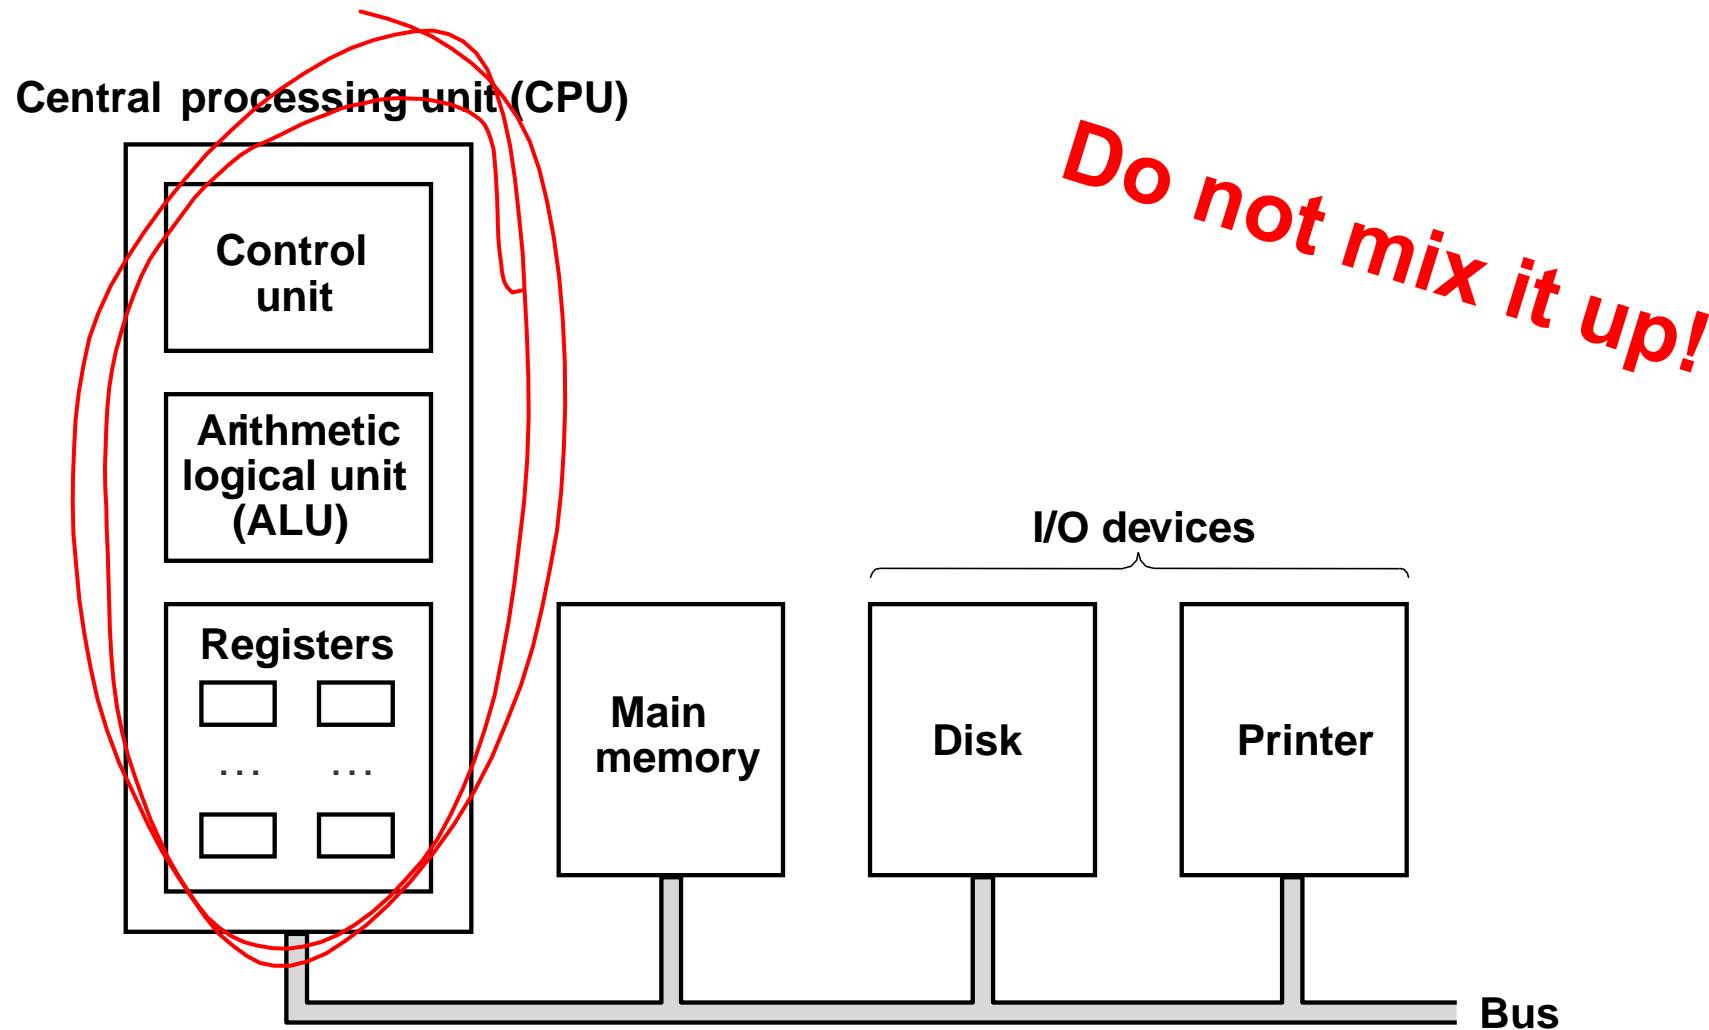 Central processing unit (CPU)
Do not mix it up!
Control
unit
Arithmetic
logical unit
(ALU)
Registers
... ...
I/O devices
Main
memory
Disk
Printer
Bus